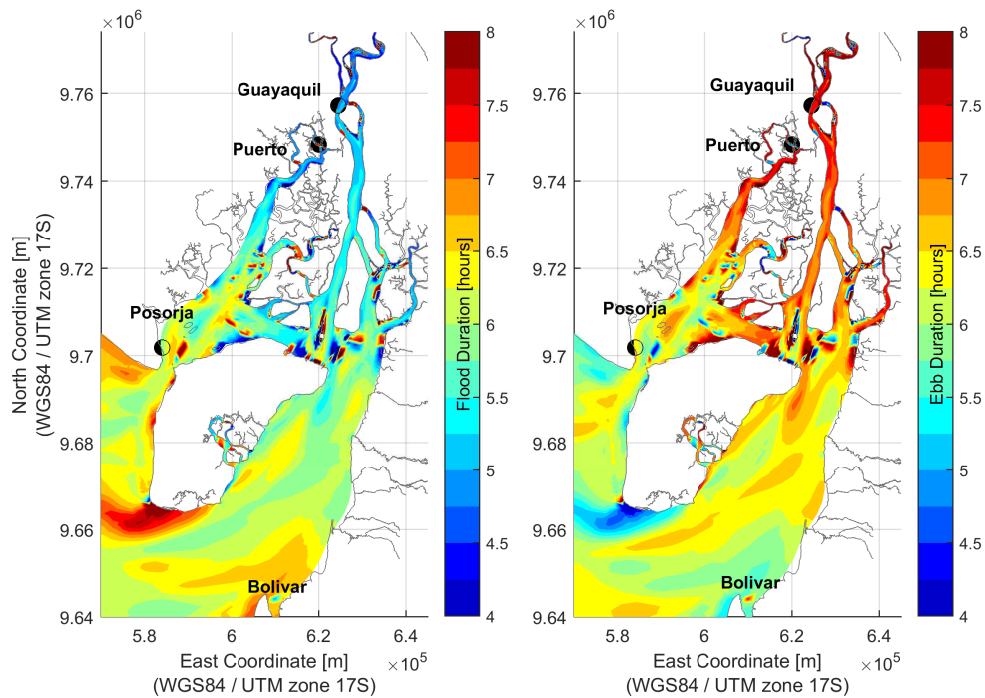 ×10⁶
×10⁶
9.76
9.74
9.72
9.7
9.68
9.66
9.64
North Coordinate [m]
(WGS84 / UTM zone 17S)
Guayaquil
Puerto
Posorja
Bolivar
5.8
6
6.2
6.4
×10⁵
East Coordinate [m]
(WGS84 / UTM zone 17S)
8
7.5
7
6.5
6
5.5
5
4.5
4
Flood Duration [hours]
9.76
9.74
9.72
9.7
9.68
9.66
9.64
Guayaquil
Puerto
Posorja
Bolivar
5.8
6
6.2
6.4
×10⁵
East Coordinate [m]
(WGS84 / UTM zone 17S)
8
7.5
7
6.5
6
5.5
5
4.5
4
Ebb Duration [hours]